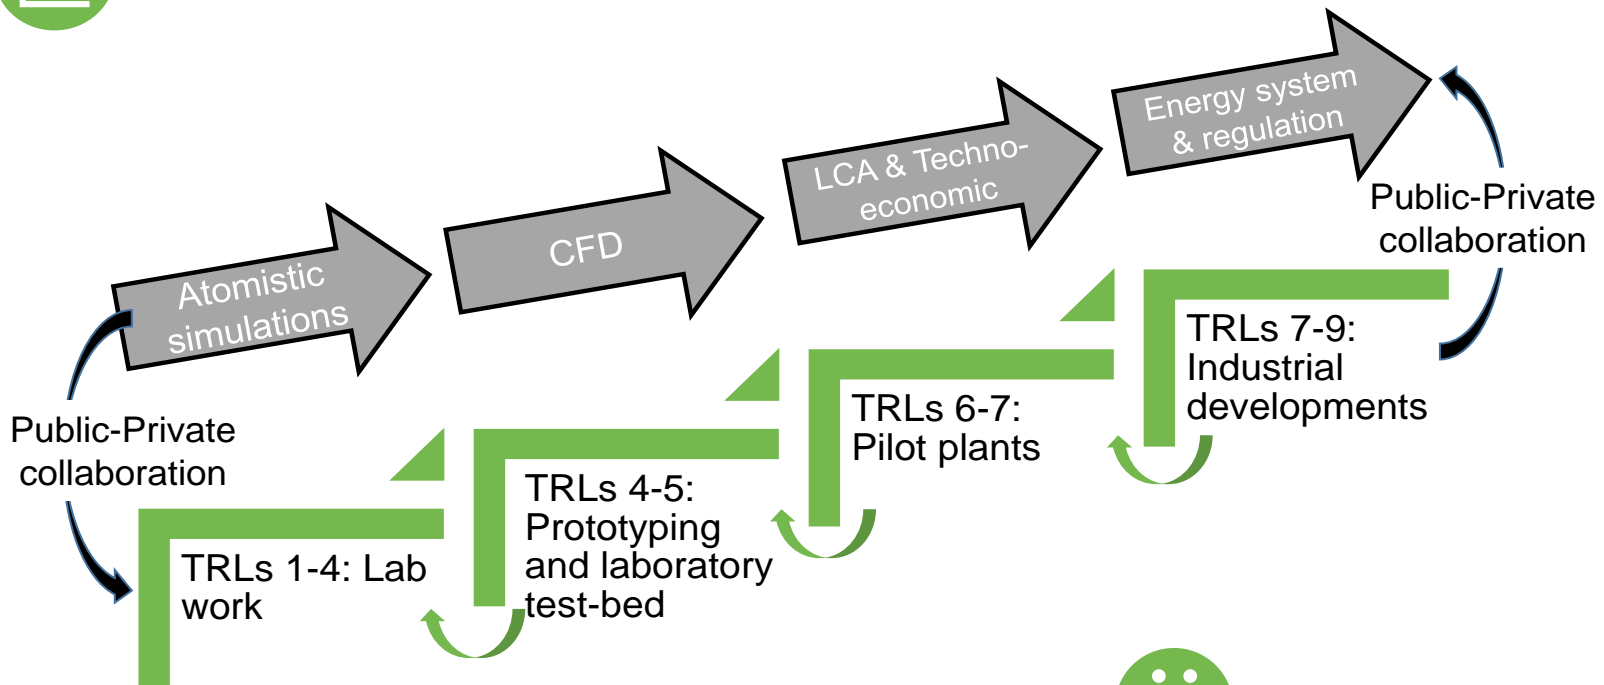 Energy system
& regulation
LCA & Techno-
economic
CFD
Atomistic
simulations
Public-Private
collaboration
Public-Private
collaboration
TRLs 1-4: Lab
work
TRLs 4-5:
Prototyping
and laboratory
test-bed
TRLs 6-7:
Pilot plants
TRLs 7-9:
Industrial
developments